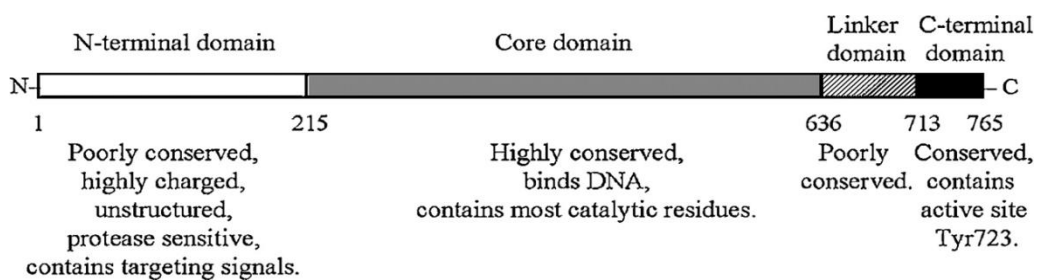 N-terminal domain
Core domain
Linker domain
C-terminal domain
N
C
1
215
636
713
765
Poorly conserved,
highly charged,
unstructured,
protease sensitive,
contains targeting signals.
Highly conserved,
binds DNA,
contains most catalytic residues.
Poorly
conserved.
Conserved,
contains
active site
Tyr723.